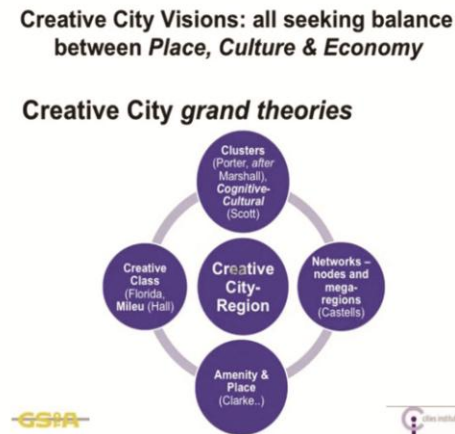 Creative City Visions: all seeking balance
between Place, Culture & Economy
Creative City grand theories
Clusters
(Porter, after
Marshall),
Cognitive-
Cultural
(Scott)
Creative
Class
(Florida,
Mileu (Hall)
Creative
City-
Region
Networks –
nodes and
mega-
regions
(Castells)
Amenity &
Place
(Clarke..)
cities institute